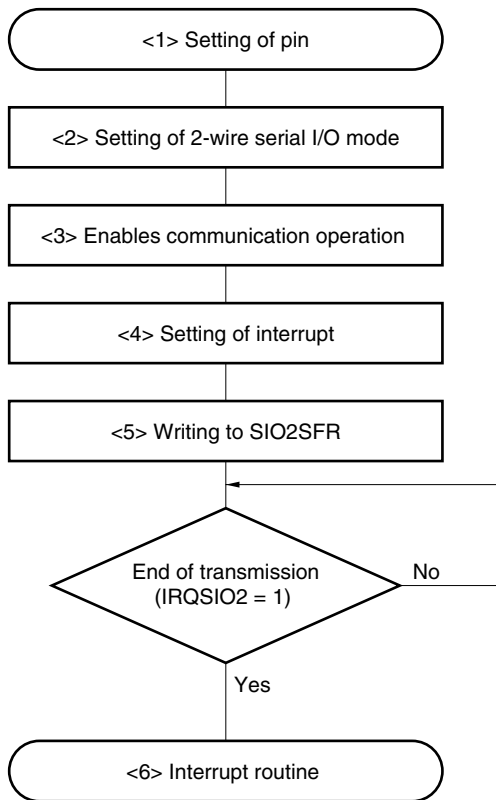 <1> Setting of pin
<2> Setting of 2-wire serial I/O mode
<3> Enables communication operation
<4> Setting of interrupt
<5> Writing to SIO2SFR
End of transmission
(IRQSIO2 = 1)
No
Yes
<6> Interrupt routine